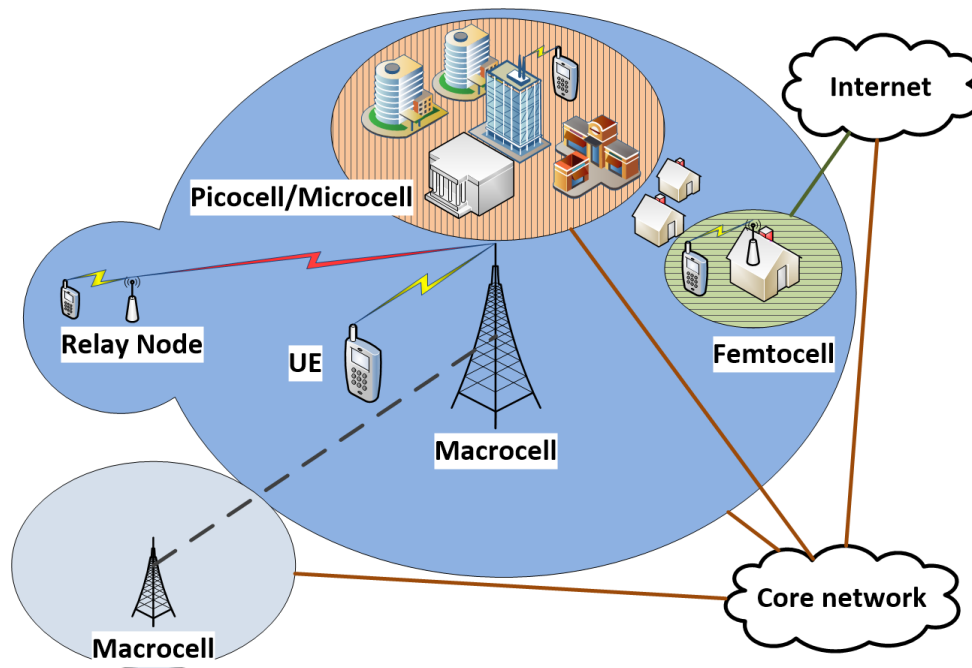 Internet
Picocell/Microcell
Relay Node
UE
Femtocell
Macrocell
Core network
Macrocell